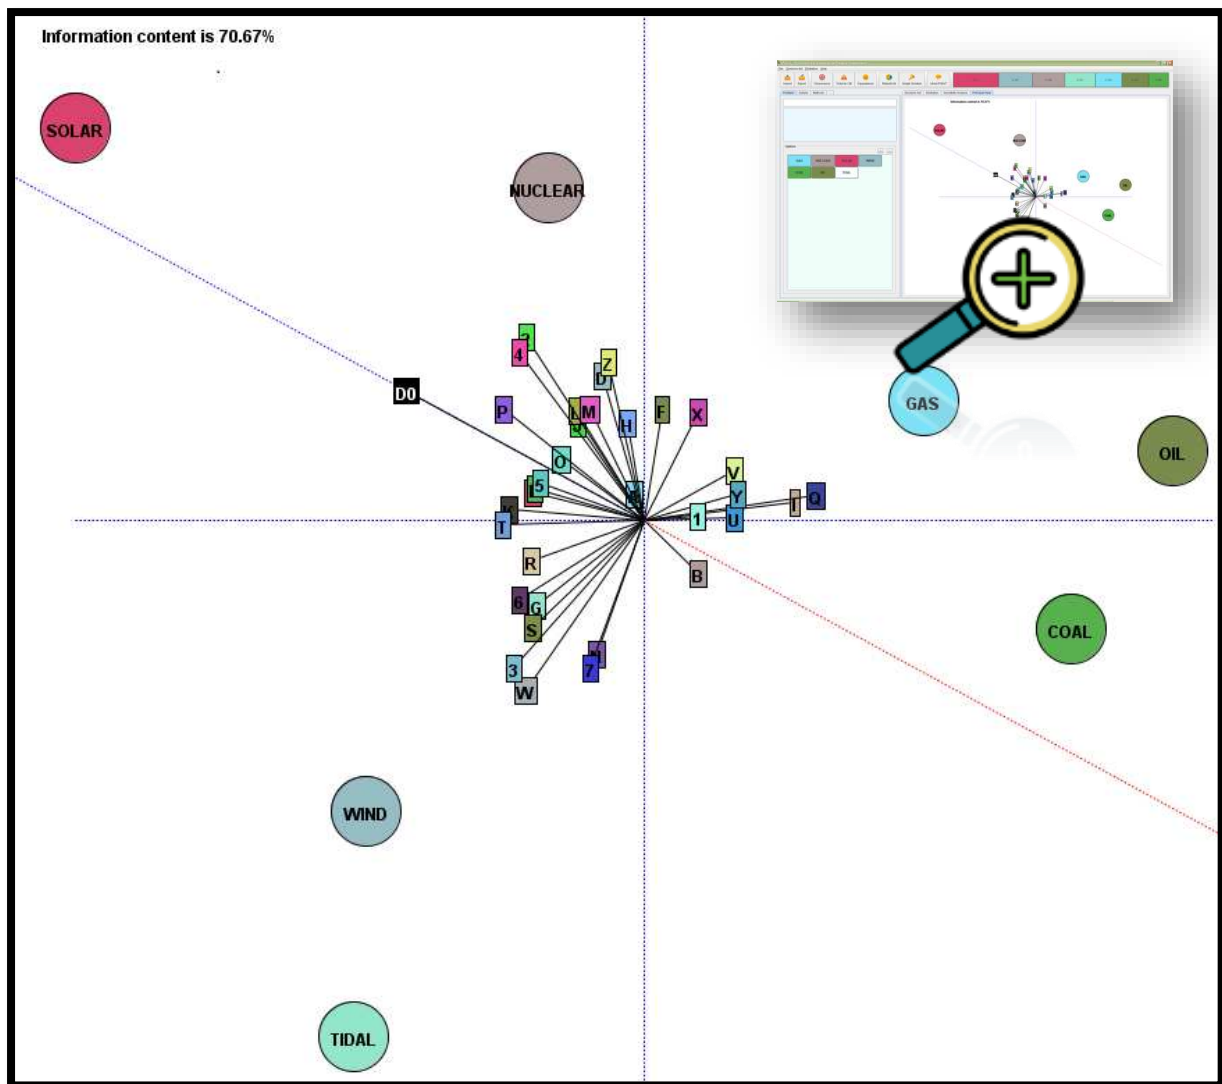 Information content is 70.67%
SOLAR
NUCLEAR
4
Z
D
D0
P
L
M
H
F
X
GAS
OIL
O
V
5
Y
I
Q
T
1
U
R
B
6
G
S
COAL
3
7
W
WIND
TIDAL